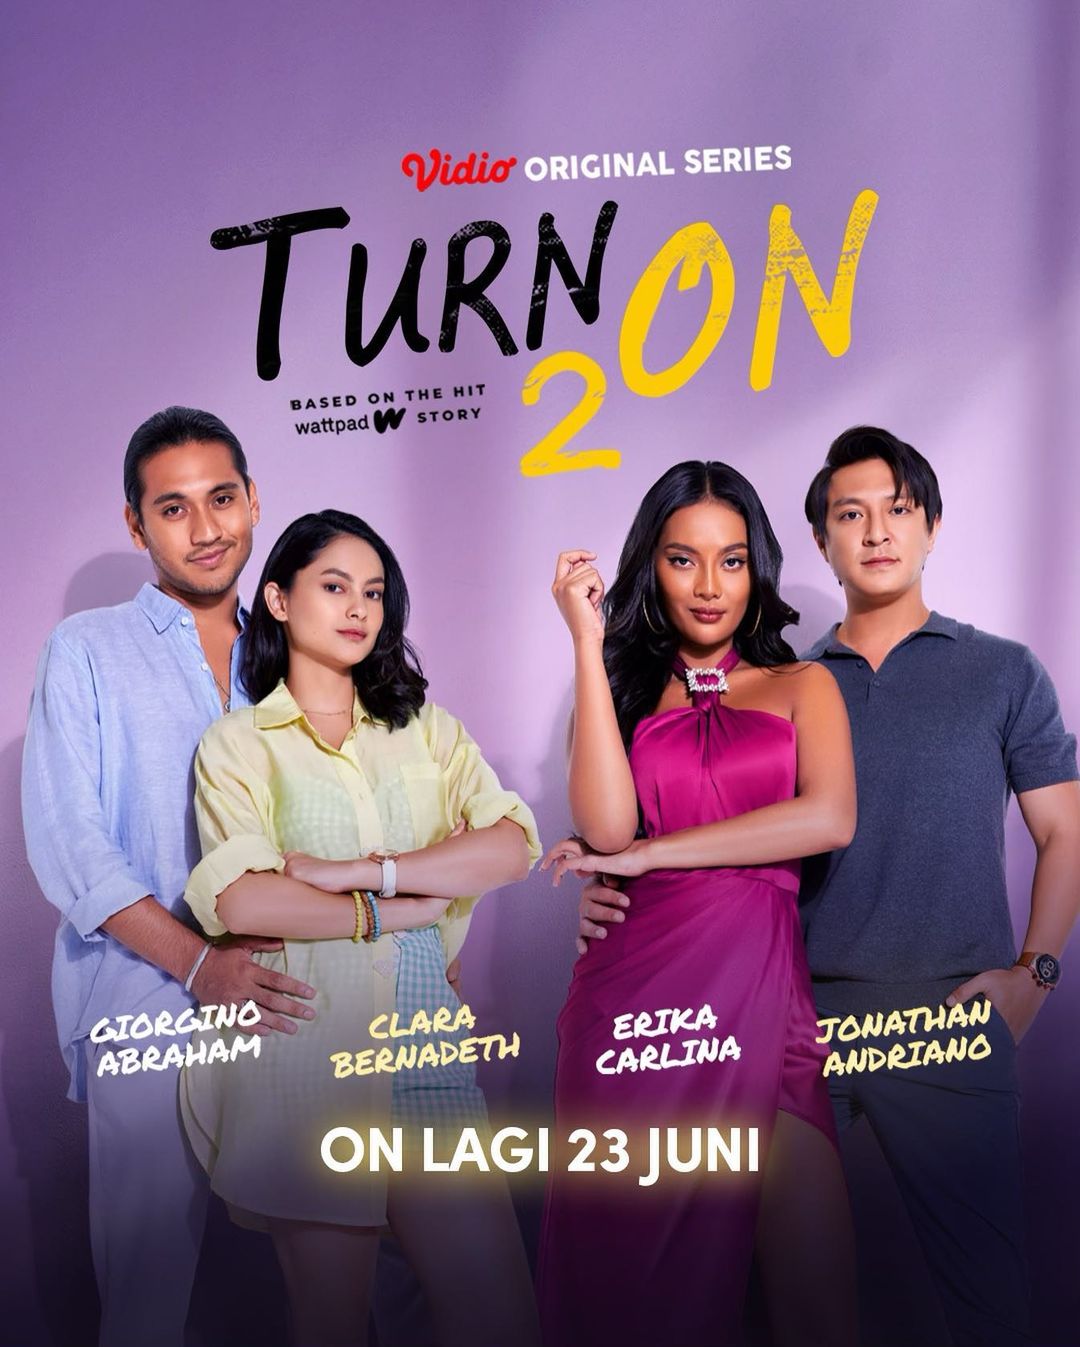 Vidio ORIGINAL SERIES
TURN ON
2
BASED ON THE HIT
wattpad W STORY
GIORGINO
ABRAHAM
CLARA
BERNADETH
ERIKA
CARLINA
JONATHAN
ANDRIANO
ON LAGI 23 JUNI